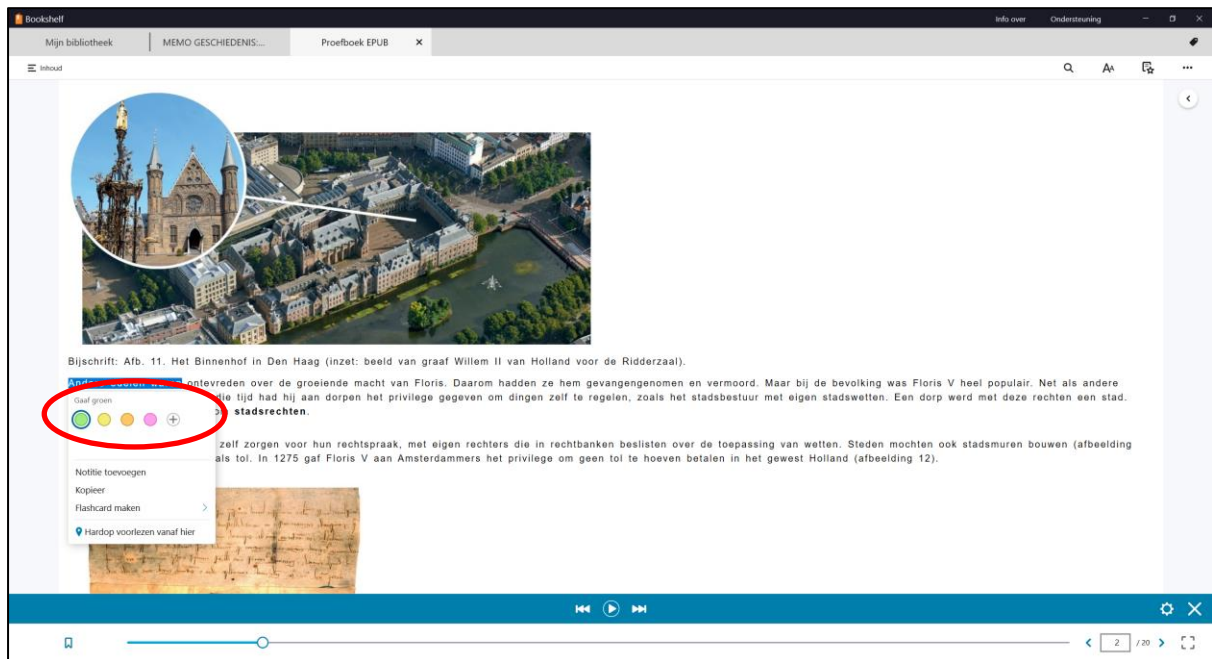 Bookshelf
Info over Ondersteuning
Mijn bibliotheek MEMO GESCHIEDENIS:... Proefboek EPUB
Inhoud
Bijschrift: Afb. 11. Het Binnenhof in Den Haag (inzet: beeld van graaf Willem II van Holland voor de Ridderzaal).
ontevreden over de groeiende macht van Floris. Daarom hadden ze hem gevangengenomen en vermoord. Maar bij de bevolking was Floris V heel populair. Net als andere
die tijd had hij aan dorpen het privilege gegeven om dingen zelf te regelen, zoals het stadsbestuur met eigen stadswetten. Een dorp werd met deze rechten een stad.
stadsrechten.
zelf zorgen voor hun rechtspraak, met eigen rechters die in rechtbanken beslisten over de toepassing van wetten. Steden mochten ook stadsmuren bouwen (afbeelding
als tol. In 1275 gaf Floris V aan Amsterdammers het privilege om geen tol te hoeven betalen in het gewest Holland (afbeelding 12).
Gaaf groen
Notitie toevoegen
Kopieer
Flashcard maken
Hardop voorlezen vanaf hier
2 / 20